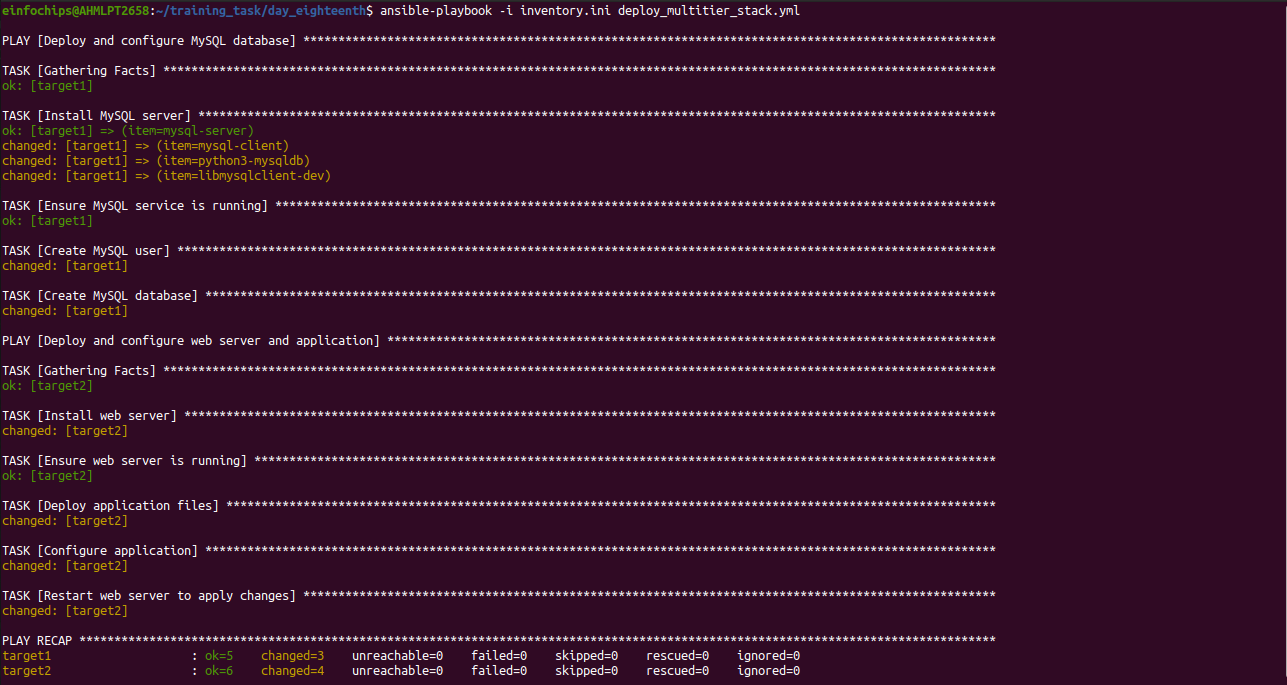 einfochips@AHMLPT2658:~/training_task/day_eighteenth$ ansible-playbook -i inventory.ini deploy_multitier_stack.yml
PLAY [Deploy and configure MySQL database] ***************************************************************************************************
TASK [Gathering Facts] ***********************************************************************************************************************
ok: [target1]
TASK [Install MySQL server] ******************************************************************************************************************
ok: [target1] => (item=mysql-server)
changed: [target1] => (item=mysql-client)
changed: [target1] => (item=python3-mysqldb)
changed: [target1] => (item=libmysqlclient-dev)
TASK [Ensure MySQL service is running] *******************************************************************************************************
ok: [target1]
TASK [Create MySQL user] *********************************************************************************************************************
changed: [target1]
TASK [Create MySQL database] *****************************************************************************************************************
changed: [target1]
PLAY [Deploy and configure web server and application] ***************************************************************************************
TASK [Gathering Facts] ***********************************************************************************************************************
ok: [target2]
TASK [Install web server] ********************************************************************************************************************
changed: [target2]
TASK [Ensure web server is running] **********************************************************************************************************
ok: [target2]
TASK [Deploy application files] **************************************************************************************************************
changed: [target2]
TASK [Configure application] *****************************************************************************************************************
changed: [target2]
TASK [Restart web server to apply changes] ***************************************************************************************************
changed: [target2]
PLAY RECAP ***********************************************************************************************************************************
target1                    : ok=5    changed=3    unreachable=0    failed=0    skipped=0    rescued=0    ignored=0
target2                    : ok=6    changed=4    unreachable=0    failed=0    skipped=0    rescued=0    ignored=0